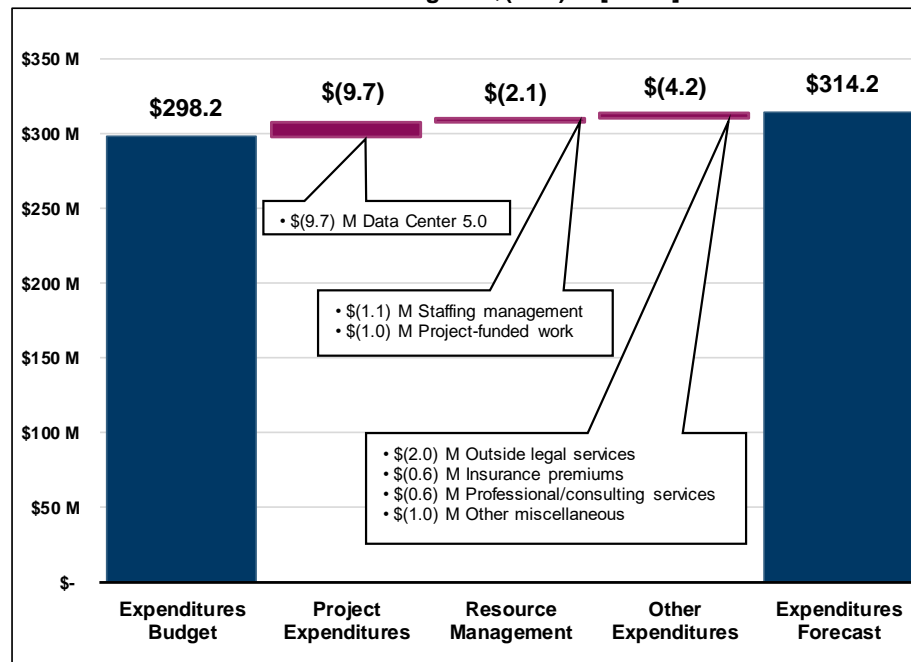 $350 M
$300 M
$250 M
$200 M
$150 M
$100 M
$50 M
$-
$298.2
$(9.7)
$(2.1)
$(4.2)
$314.2
• $(9.7) M Data Center 5.0
• $(1.1) M Staffing management
• $(1.0) M Project-funded work
• $(2.0) M Outside legal services
• $(0.6) M Insurance premiums
• $(0.6) M Professional/consulting services
• $(1.0) M Other miscellaneous
Expenditures
Budget
Project
Expenditures
Resource
Management
Other
Expenditures
Expenditures
Forecast